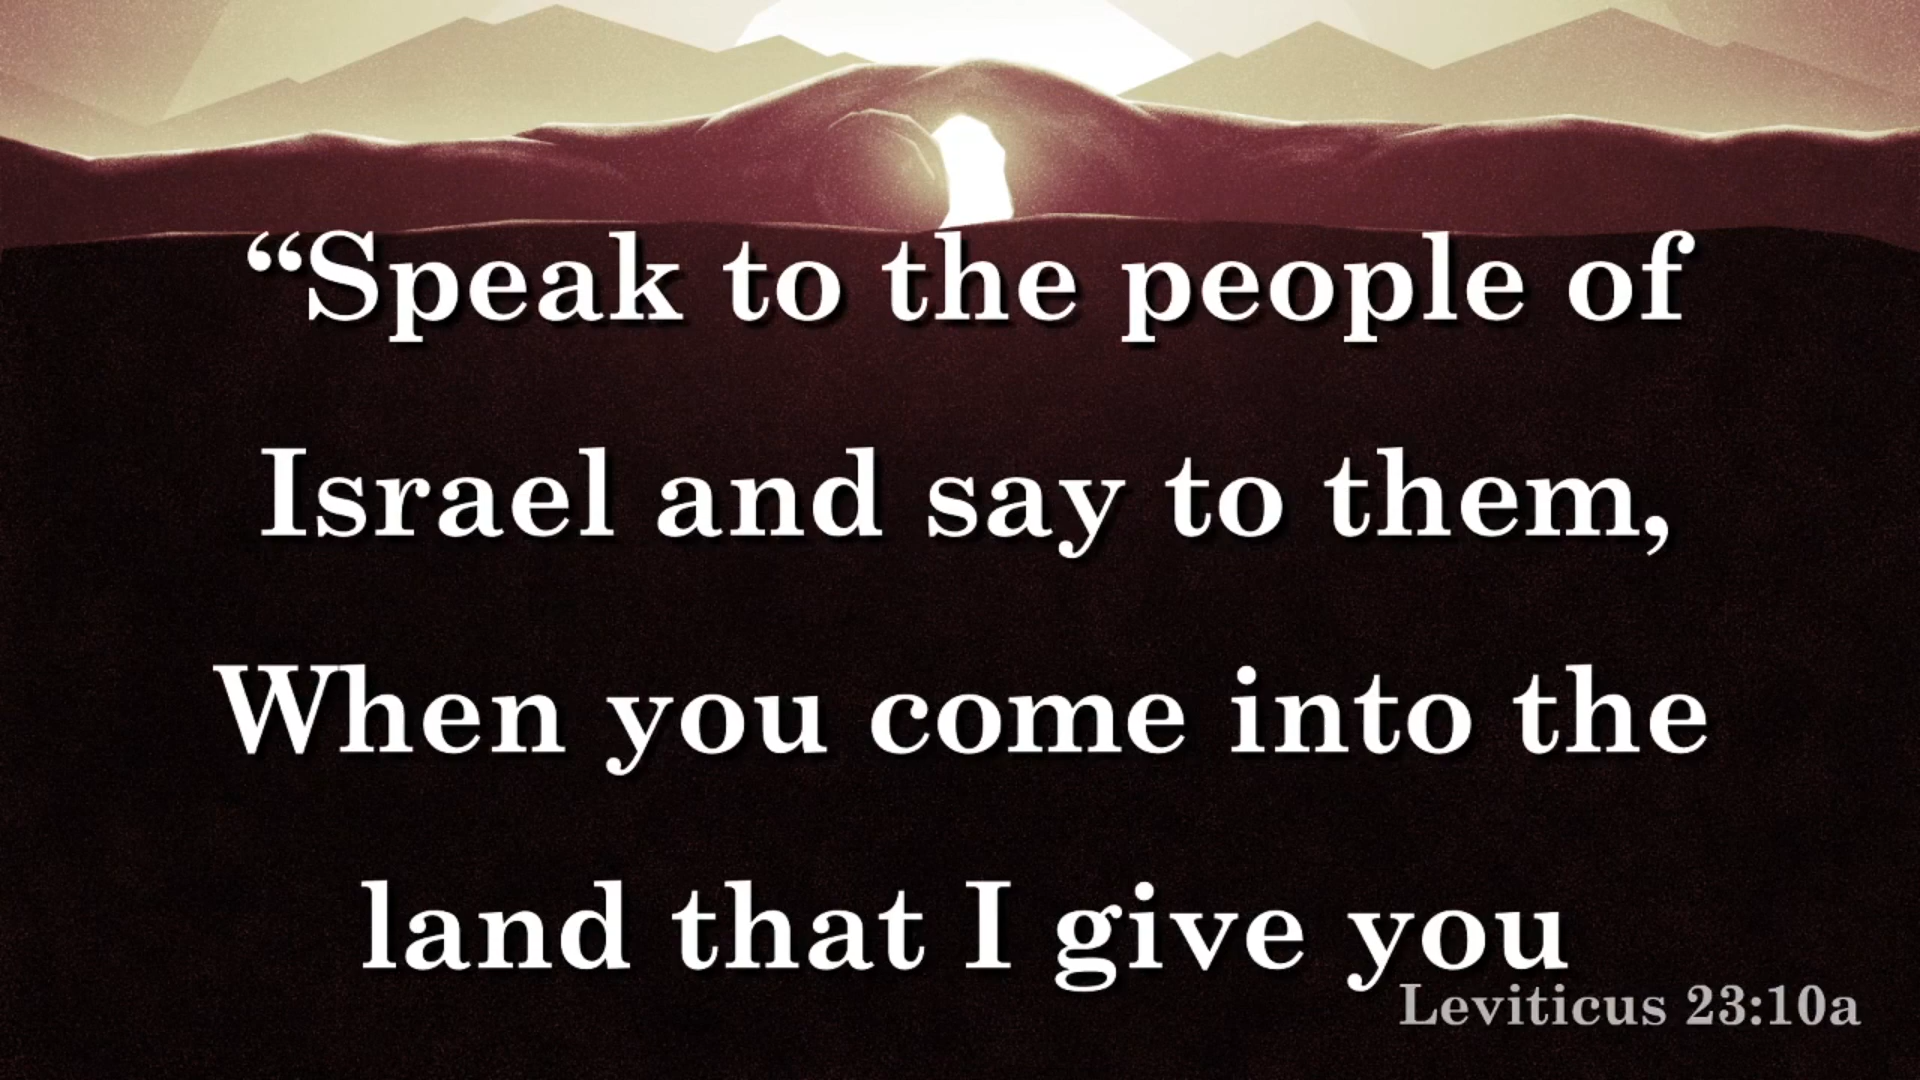 “Speak to the people of
Israel and say to them,
When you come into the
land that I give you
Leviticus 23:10a